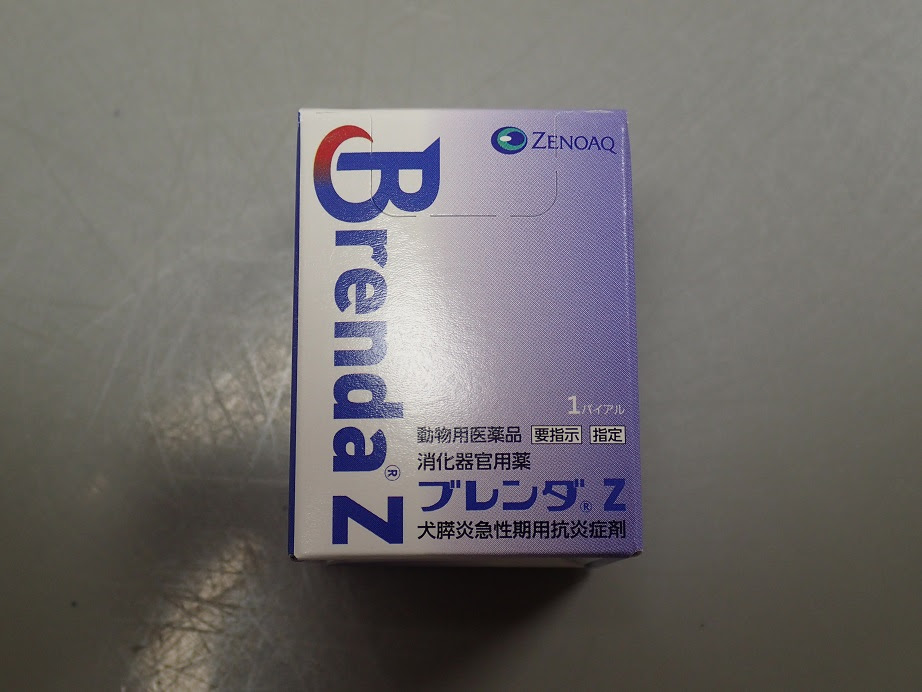 Brenda® Z
ZENOAQ
1バイアル
動物用医薬品 要指示 指定
消化器官用薬
ブレンダ® Z
犬膵炎急性期用抗炎症剤